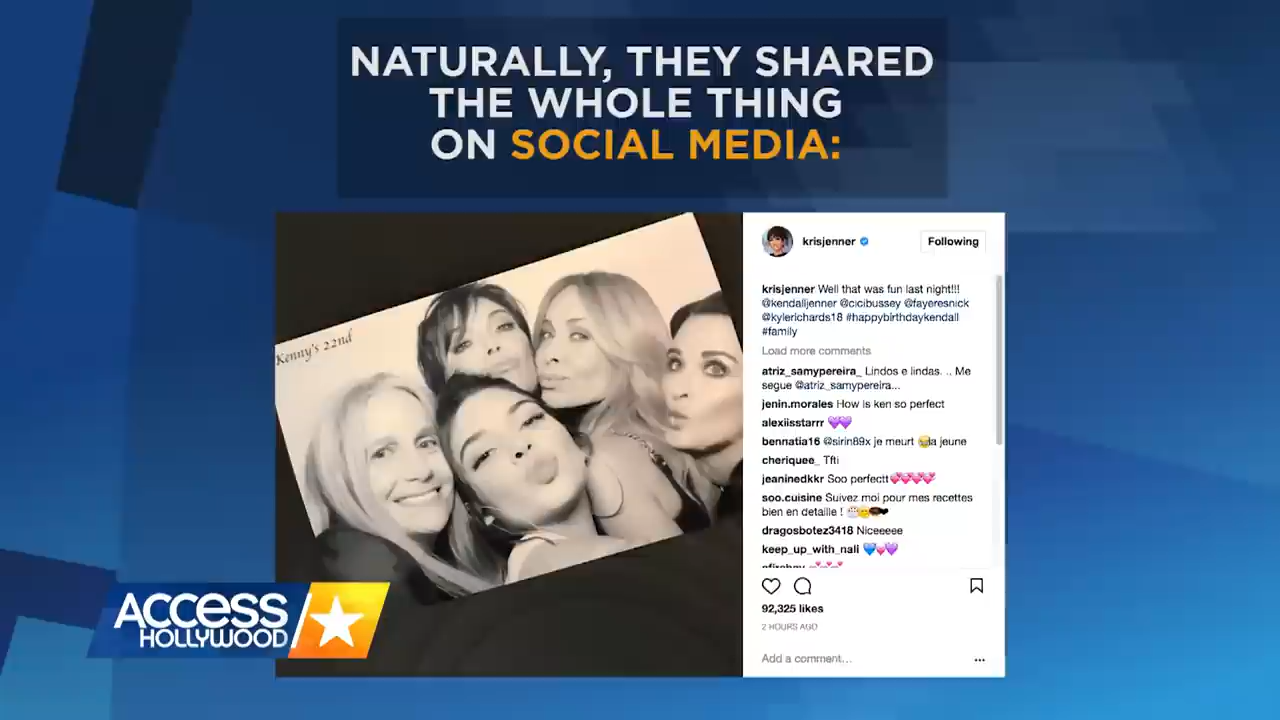 NATURALLY, THEY SHARED
THE WHOLE THING
ON SOCIAL MEDIA:
Kenny's 22nd
krisjenner
Following
krisjenner Well that was fun last night!!!
@kendalljenner @cicibussey @fayeresnick
@kylerichards18 #happybirthdaykendall
#family
Load more comments
atriz_samypereira_ Lindos e lindas. .. Me
segue @atriz_samypereira...
jenin.morales How is ken so perfect
alexiisstarrr 💜💜
bennatia16 @sirin89x je meurt 😂la jeune
cheriquee_ Tfti
jeaninedkkr Soo perfectt💞💞💞💞
soo.cuisine Suivez moi pour mes recettes
bien en detaille !
dragosbotez3418 Niceeeee
keep_up_with_nali 💙💕💜
92,325 likes
2 HOURS AGO
Add a comment...
ACCESS
HOLLYWOOD